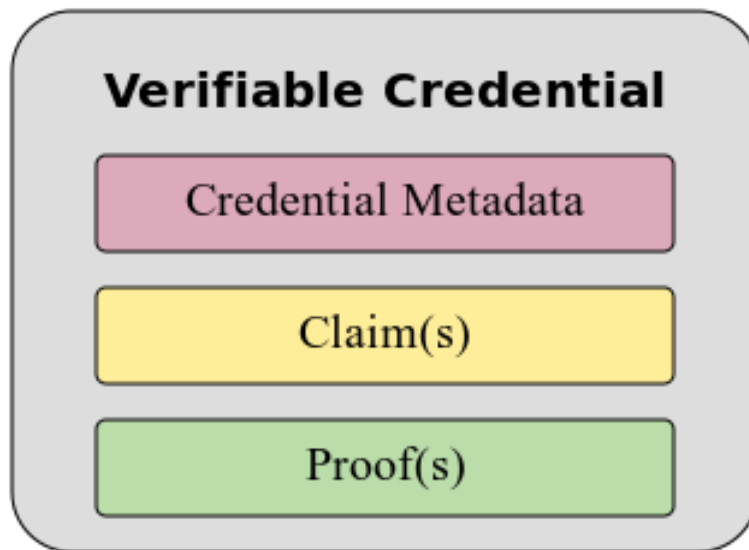 Verifiable Credential
Credential Metadata
Claim(s)
Proof(s)